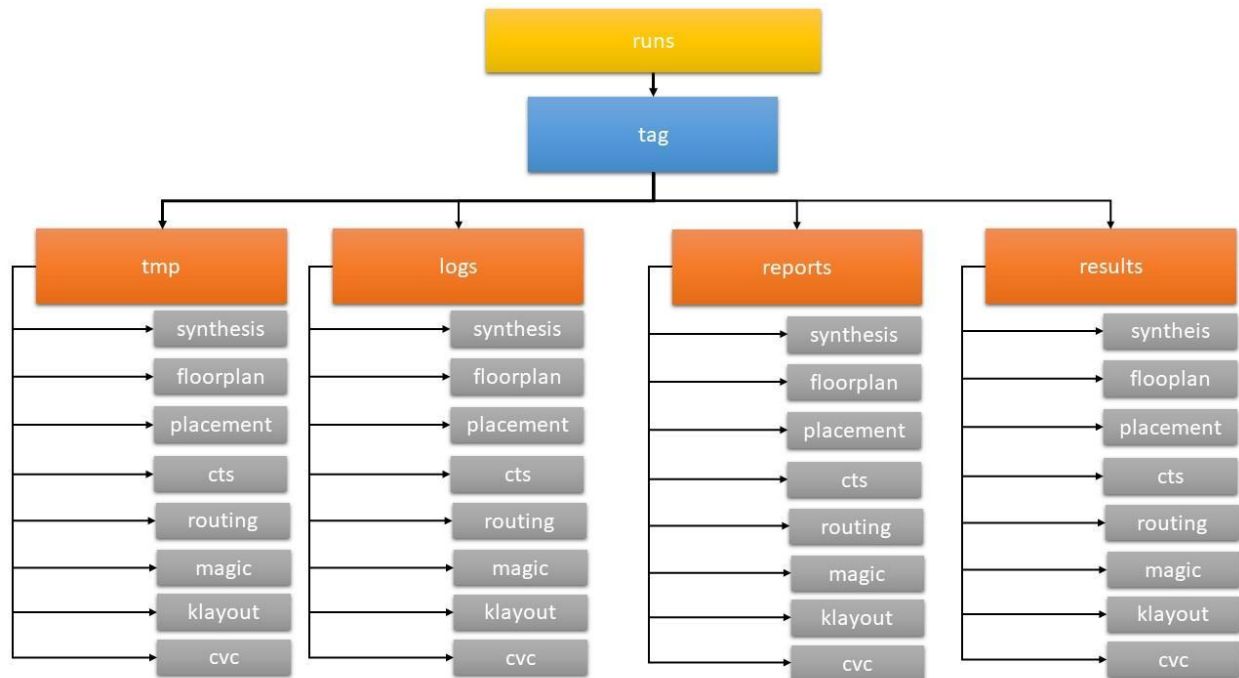 runs
tag
tmp
synthesis
floorplan
placement
cts
routing
magic
klayout
cvc
logs
synthesis
floorplan
placement
cts
routing
magic
klayout
cvc
reports
synthesis
floorplan
placement
cts
routing
magic
klayout
cvc
results
syntheis
flooplan
placement
cts
routing
magic
klayout
cvc